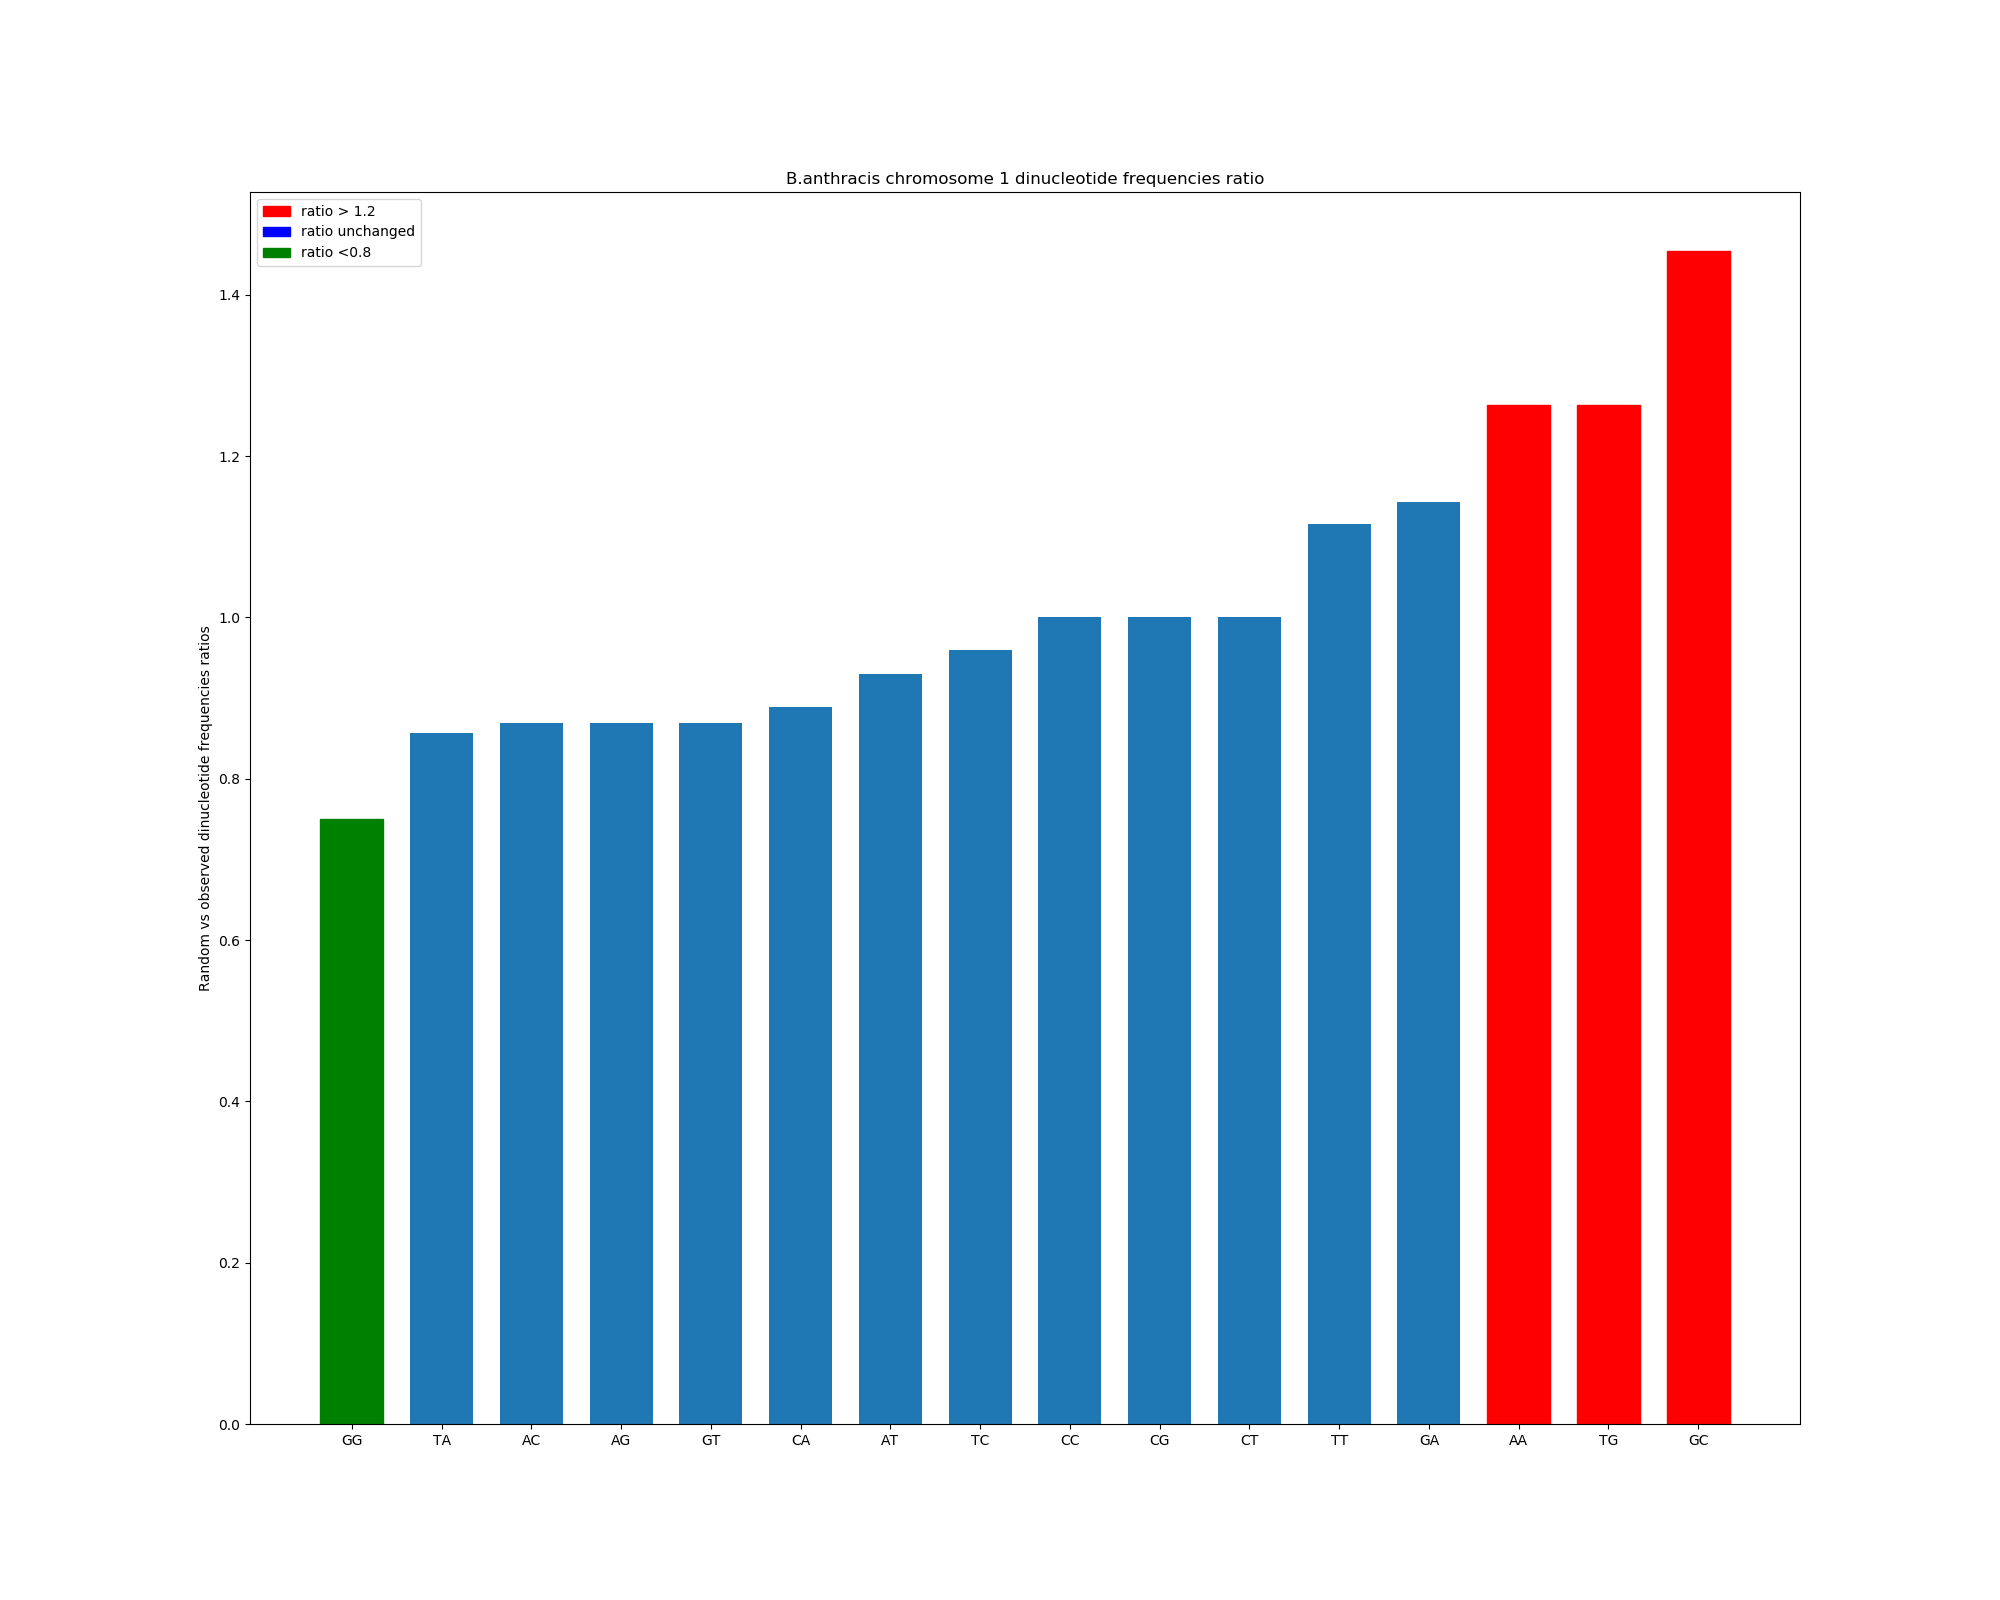 B.anthracis chromosome 1 dinucleotide frequencies ratio
ratio > 1.2
ratio unchanged
ratio <0.8
Random vs observed dinucleotide frequencies ratios
1.4
1.2
1.0
0.8
0.6
0.4
0.2
0.0
GG TA AC AG GT CA AT TC CC CG CT TT GA AA TG GC